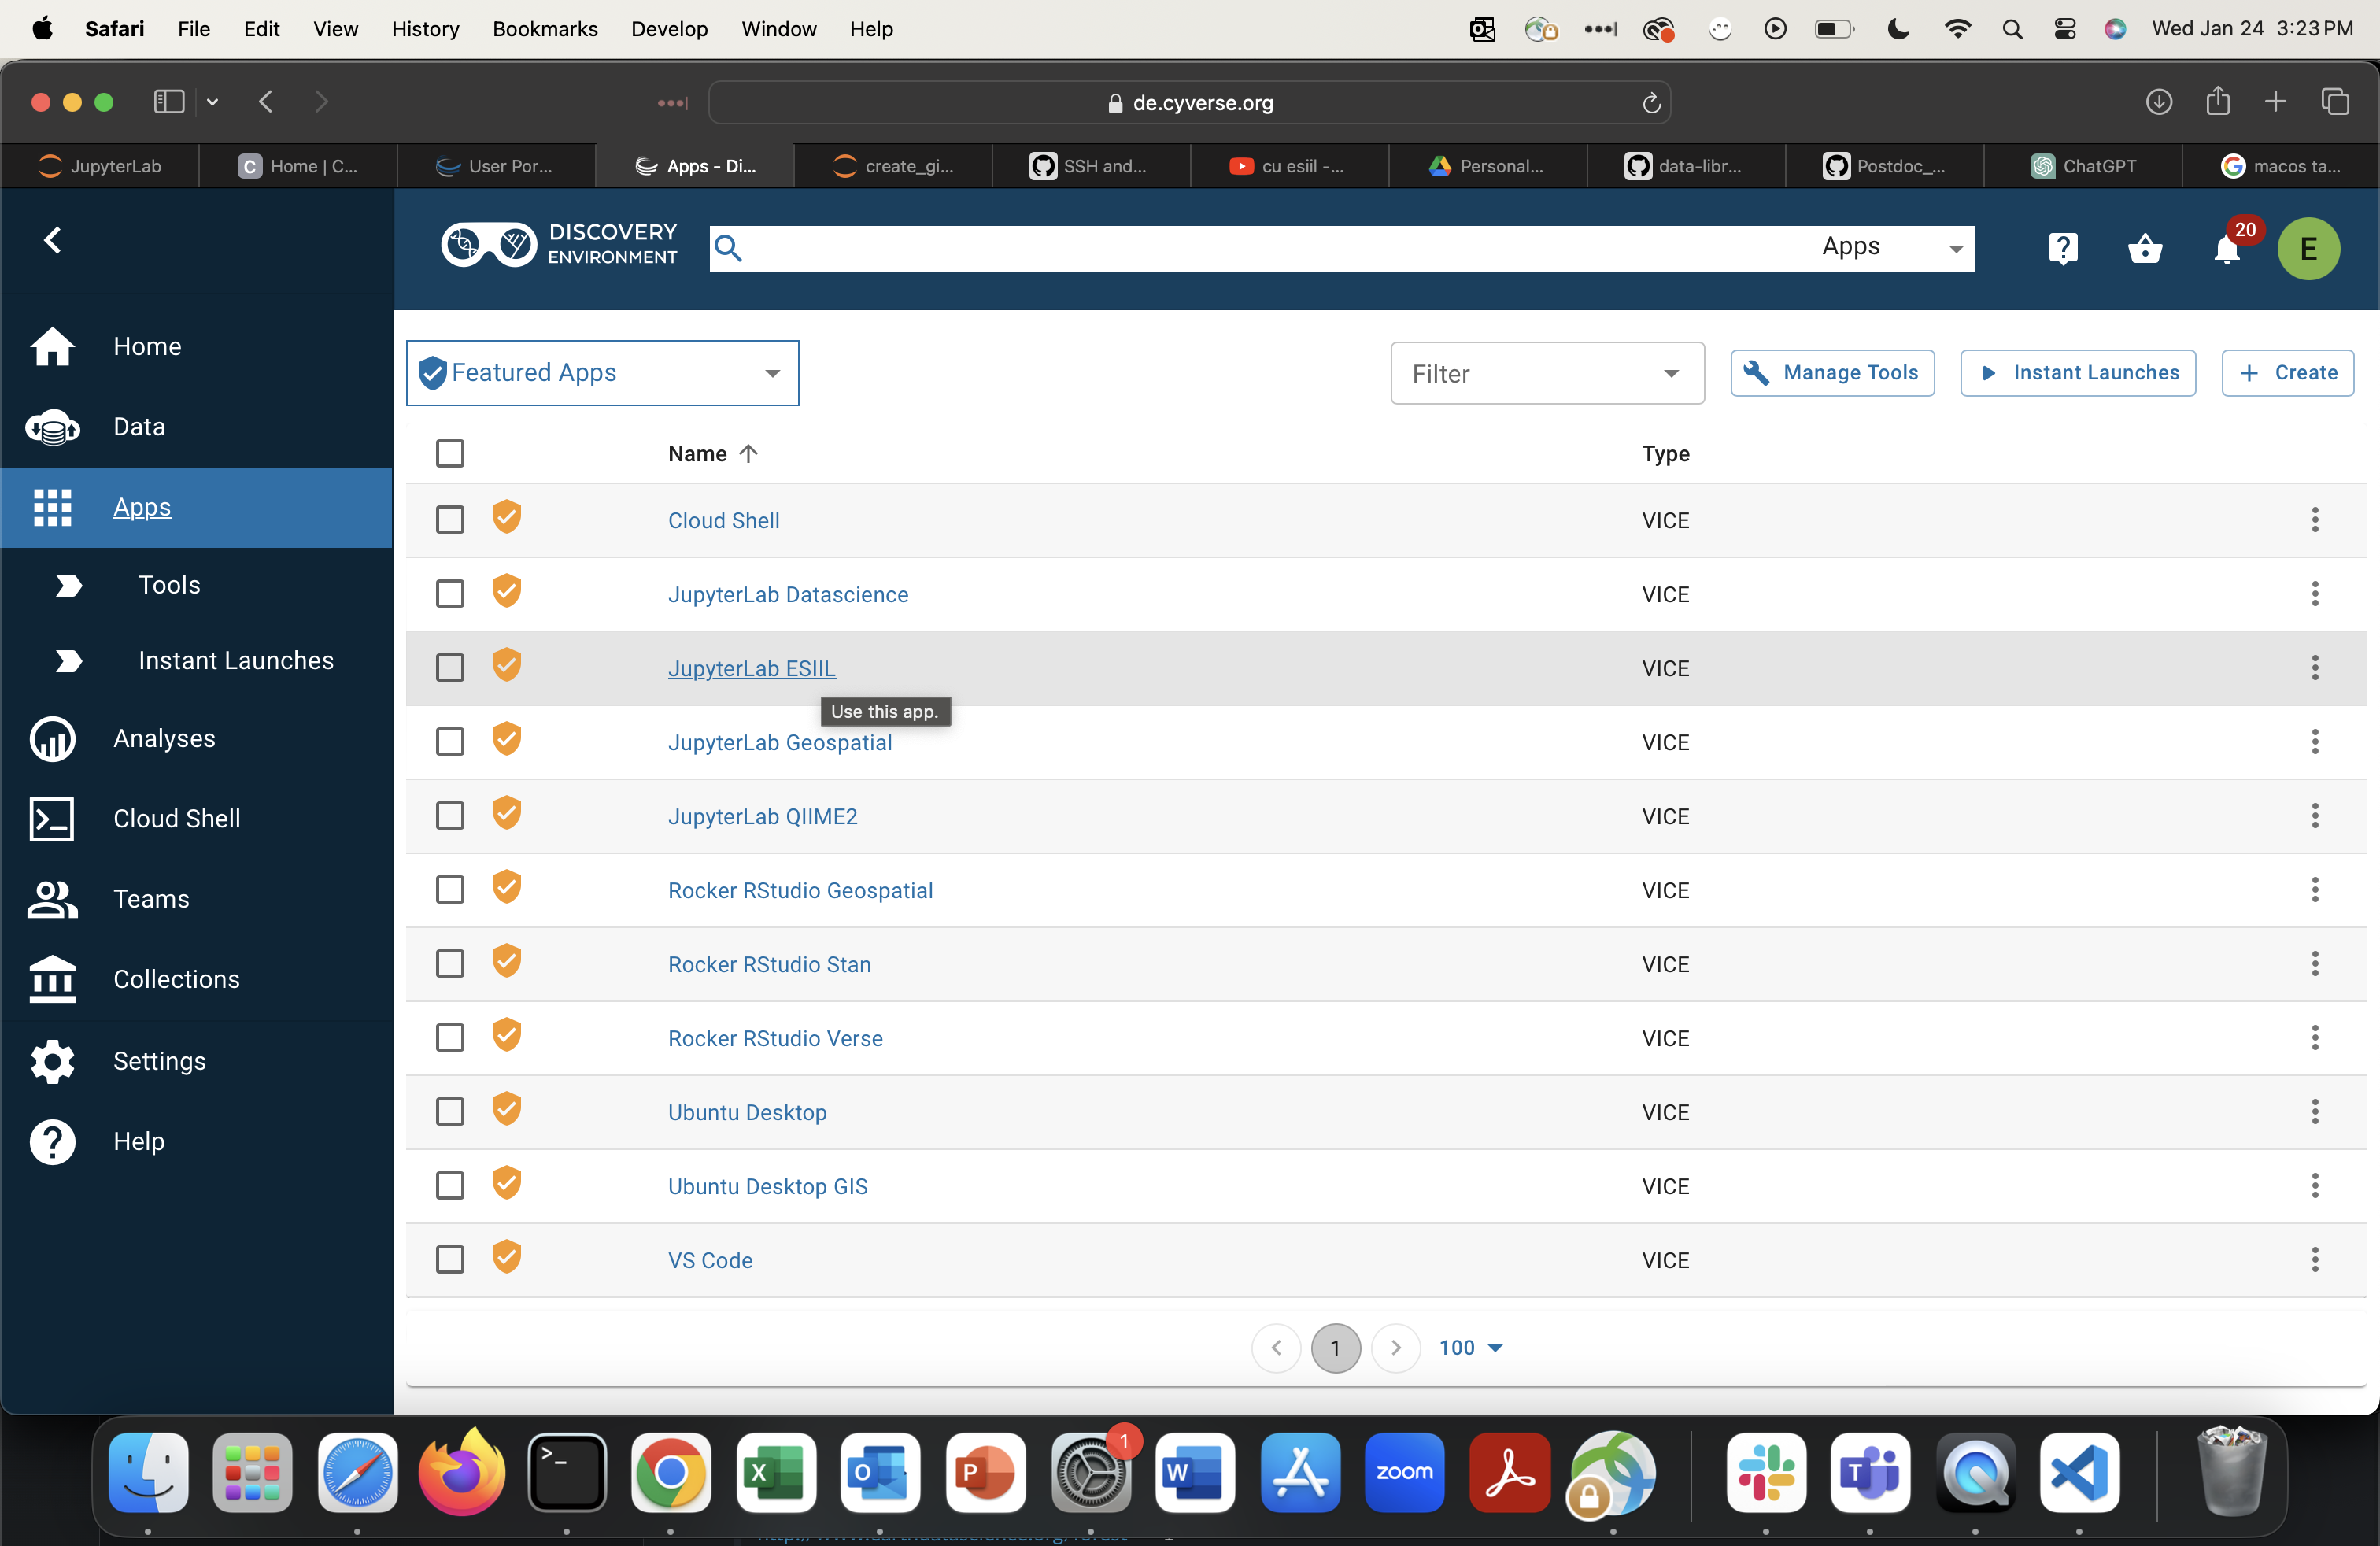 Safari File Edit View History Bookmarks Develop Window Help Wed Jan 24 3:23 PM
de.cyverse.org
JupyterLab
C Home | C...
User Por...
Apps - Di...
create_gi...
SSH and...
cu esiil -...
Personal...
data-libr...
Postdoc_...
ChatGPT
G macos ta...
DISCOVERY
ENVIRONMENT
Apps
?
20
E
Home
Data
Apps
Tools
Instant Launches
Analyses
Cloud Shell
Teams
Collections
Settings
Help
Featured Apps
Filter
Manage Tools
Instant Launches
+ Create
Name Type
Cloud Shell VICE
JupyterLab Datascience VICE
JupyterLab ESIIL VICE
Use this app.
JupyterLab Geospatial VICE
JupyterLab QIIME2 VICE
Rocker RStudio Geospatial VICE
Rocker RStudio Stan VICE
Rocker RStudio Verse VICE
Ubuntu Desktop VICE
Ubuntu Desktop GIS VICE
VS Code VICE
1 100
>_
X
O
P
1
W
zoom
T